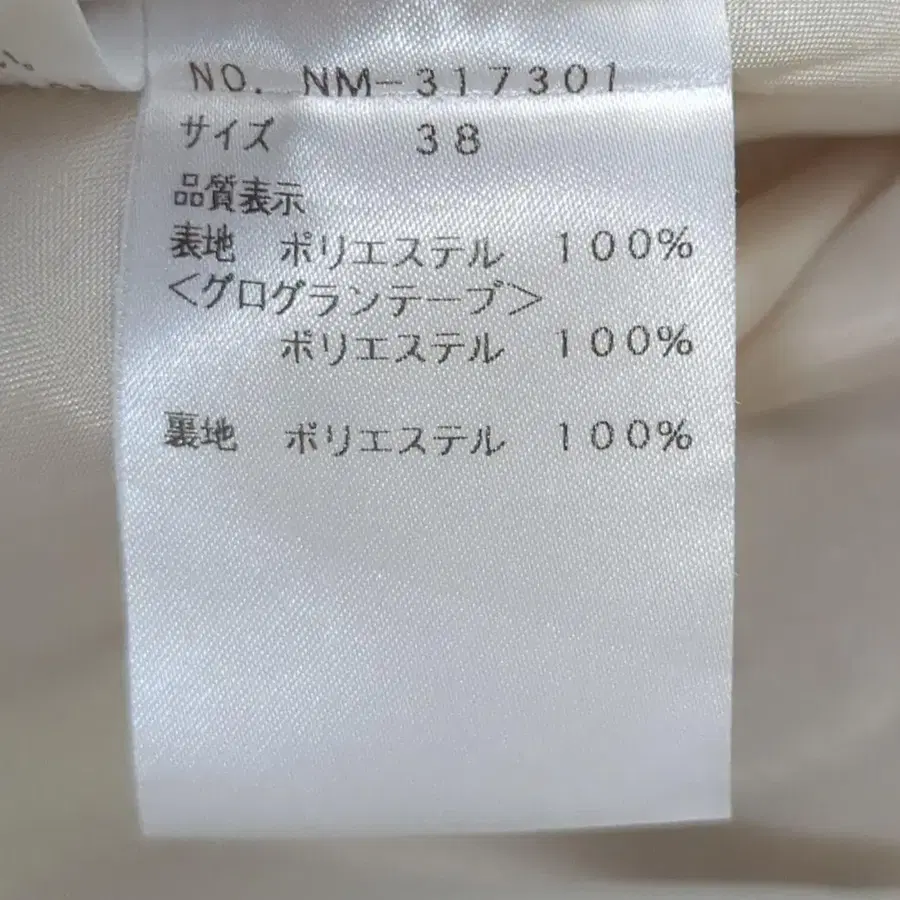 NO. NM-317301
サイズ 38
品質表示
表地 ポリエステル 100%
<グログランテープ>
ポリエステル 100%
裏地 ポリエステル 100%